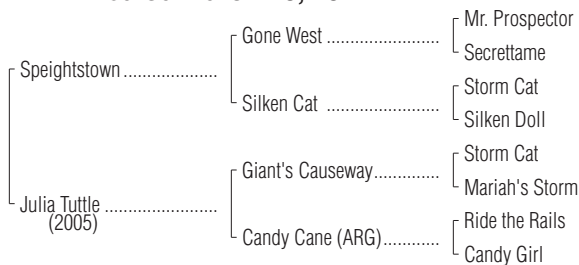 Mr. Prospector
Gone West
Secrettame
Speightstown
Storm Cat
Silken Cat
Silken Doll
Storm Cat
Giant's Causeway
Mariah's Storm
Julia Tuttle
(2005)
Ride the Rails
Candy Cane (ARG)
Candy Girl